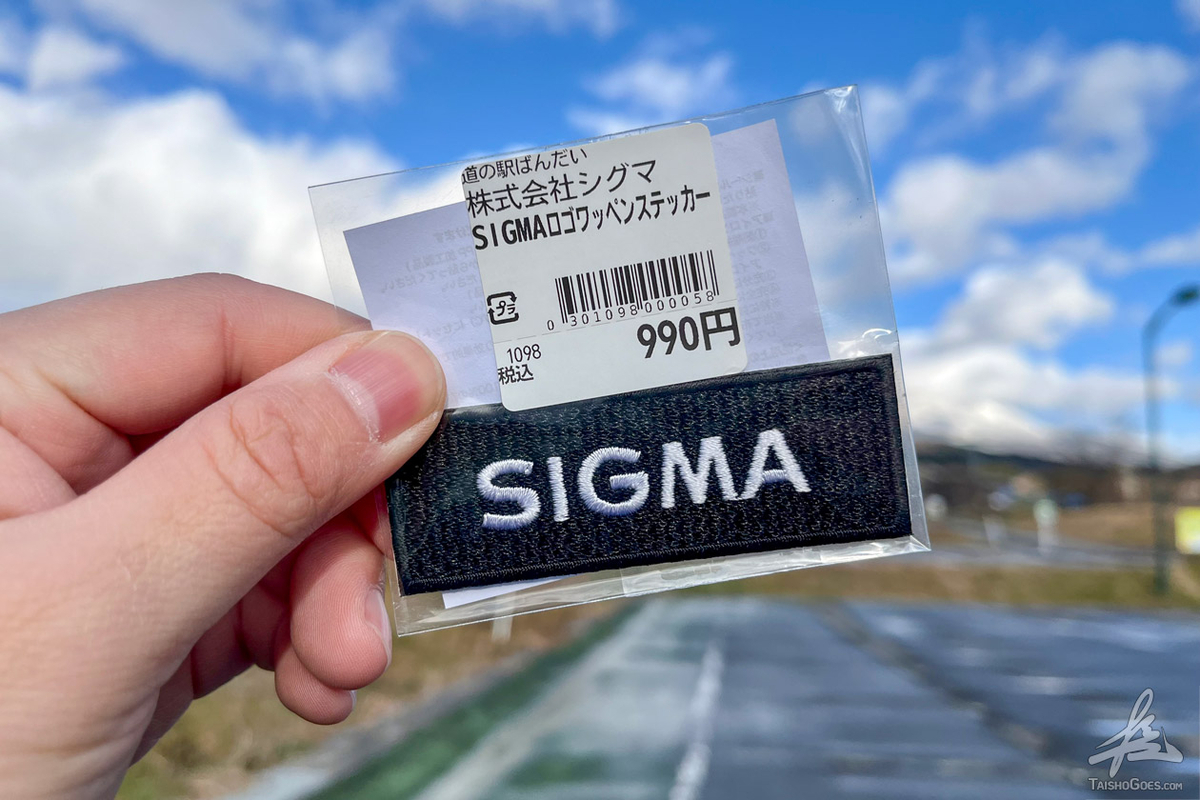 道の駅ばんだい
株式会社シグマ
SIGMAロゴワッペンステッカー
プラ
0 301098 000058
1098
990円
税込
SIGMA
TAISHOGOES.COM